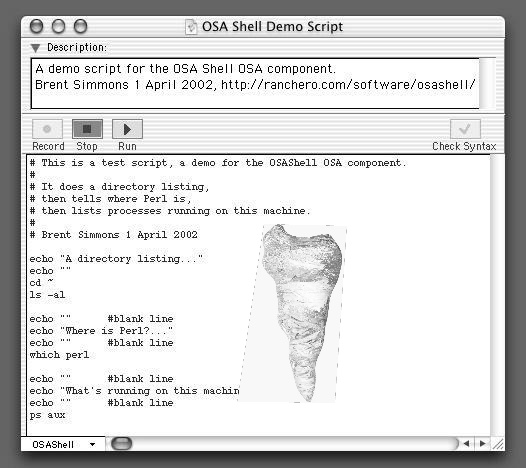 OSA Shell Demo Script
Description:
A demo script for the OSA Shell OSA component.
Brent Simmons 1 April 2002, http://ranchero.com/software/osashell/
Record Stop Run Check Syntax
# This is a test script, a demo for the OSAShell OSA component.
#
# It does a directory listing,
# then tells where Perl is,
# then lists processes running on this machine.
#
# Brent Simmons 1 April 2002
echo "A directory listing..."
echo ""
cd ~
ls -al
echo "" #blank line
echo "Where is Perl?..."
echo "" #blank line
which perl
echo "" #blank line
echo "What's running on this machin
echo "" #blank line
ps aux
OSAShell